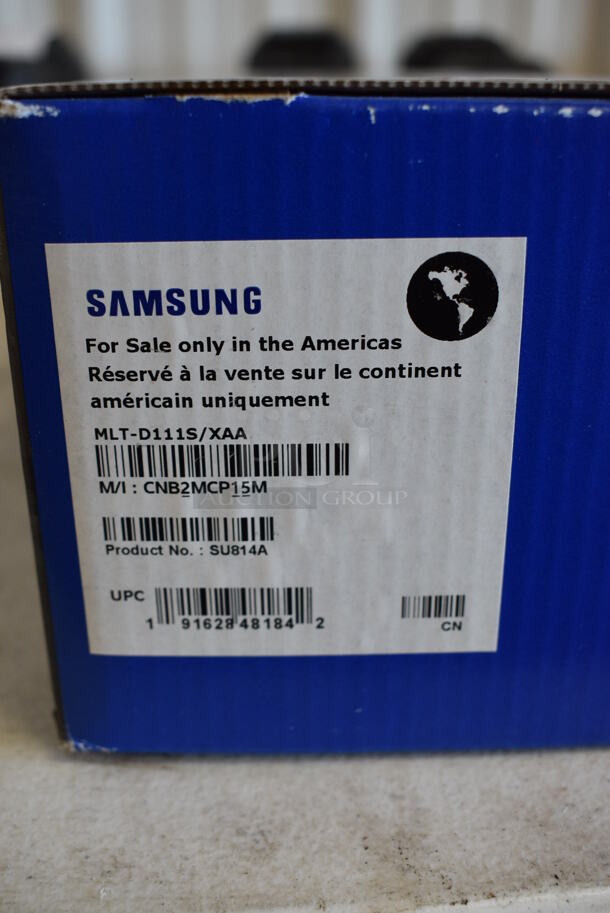 SAMSUNG
For Sale only in the Americas
Réservé à la vente sur le continent
américain uniquement
MLT-D111S/XAA
M/I : CNB2MCP15M
AUCTION GROUP
Product No. : SU814A
UPC
1 91628 48184 2
CN